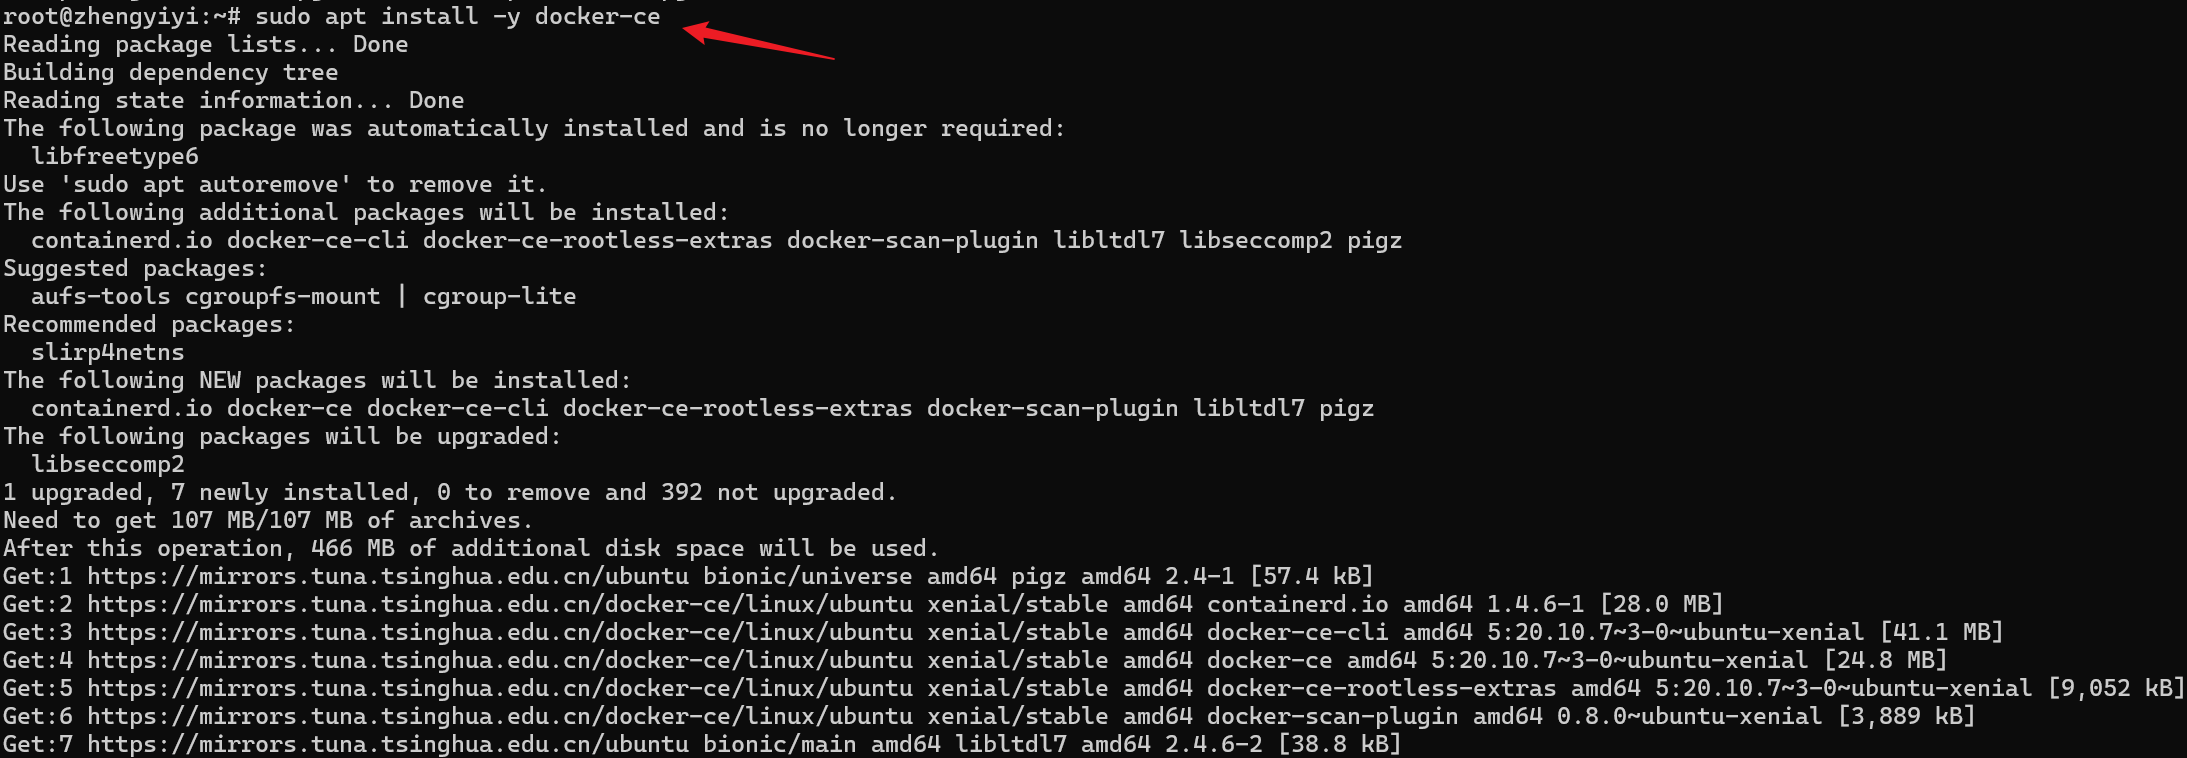 root@zhengyiyi:~# sudo apt install -y docker-ce
Reading package lists... Done
Building dependency tree
Reading state information... Done
The following package was automatically installed and is no longer required:
  libfreetype6
Use 'sudo apt autoremove' to remove it.
The following additional packages will be installed:
  containerd.io docker-ce-cli docker-ce-rootless-extras docker-scan-plugin libltdl7 libseccomp2 pigz
Suggested packages:
  aufs-tools cgroupfs-mount | cgroup-lite
Recommended packages:
  slirp4netns
The following NEW packages will be installed:
  containerd.io docker-ce docker-ce-cli docker-ce-rootless-extras docker-scan-plugin libltdl7 pigz
The following packages will be upgraded:
  libseccomp2
1 upgraded, 7 newly installed, 0 to remove and 392 not upgraded.
Need to get 107 MB/107 MB of archives.
After this operation, 466 MB of additional disk space will be used.
Get:1 https://mirrors.tuna.tsinghua.edu.cn/ubuntu bionic/universe amd64 pigz amd64 2.4-1 [57.4 kB]
Get:2 https://mirrors.tuna.tsinghua.edu.cn/docker-ce/linux/ubuntu xenial/stable amd64 containerd.io amd64 1.4.6-1 [28.0 MB]
Get:3 https://mirrors.tuna.tsinghua.edu.cn/docker-ce/linux/ubuntu xenial/stable amd64 docker-ce-cli amd64 5:20.10.7~3-0~ubuntu-xenial [41.1 MB]
Get:4 https://mirrors.tuna.tsinghua.edu.cn/docker-ce/linux/ubuntu xenial/stable amd64 docker-ce amd64 5:20.10.7~3-0~ubuntu-xenial [24.8 MB]
Get:5 https://mirrors.tuna.tsinghua.edu.cn/docker-ce/linux/ubuntu xenial/stable amd64 docker-ce-rootless-extras amd64 5:20.10.7~3-0~ubuntu-xenial [9,052 kB]
Get:6 https://mirrors.tuna.tsinghua.edu.cn/docker-ce/linux/ubuntu xenial/stable amd64 docker-scan-plugin amd64 0.8.0~ubuntu-xenial [3,889 kB]
Get:7 https://mirrors.tuna.tsinghua.edu.cn/ubuntu bionic/main amd64 libltdl7 amd64 2.4.6-2 [38.8 kB]